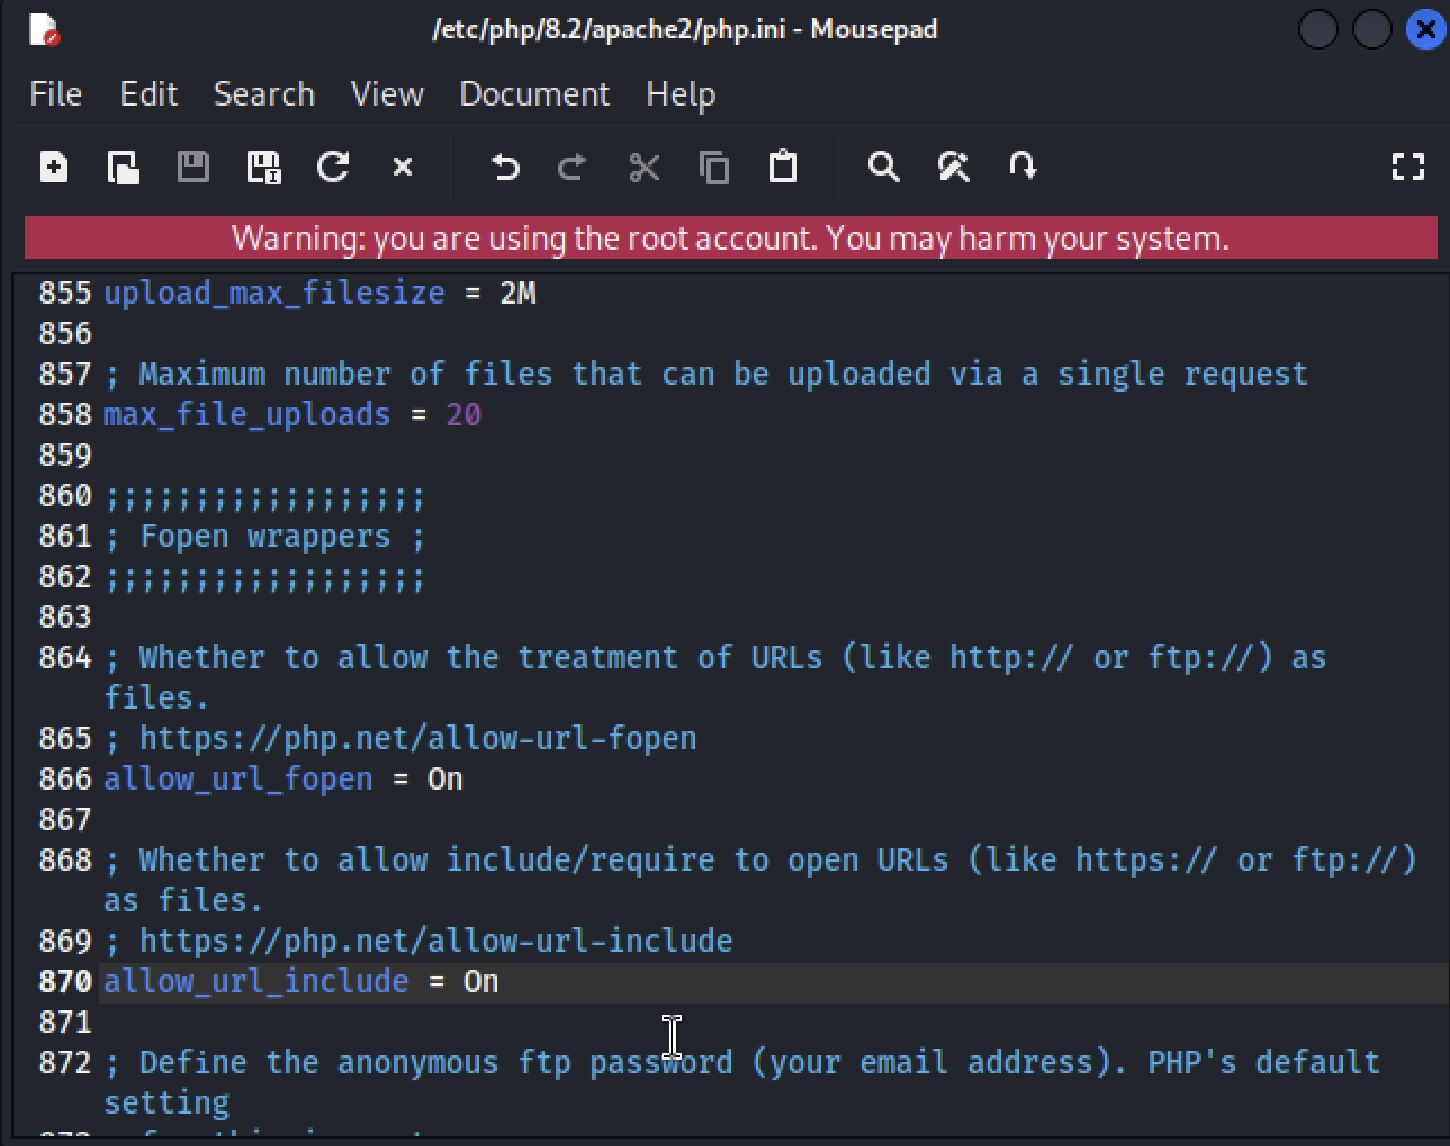 /etc/php/8.2/apache2/php.ini - Mousepad
File Edit Search View Document Help
Warning: you are using the root account. You may harm your system.
855 upload_max_filesize = 2M
856
857 ; Maximum number of files that can be uploaded via a single request
858 max_file_uploads = 20
859
860 ;;;;;;;;;;;;;;;;;;
861 ; Fopen wrappers ;
862 ;;;;;;;;;;;;;;;;;;
863
864 ; Whether to allow the treatment of URLs (like http:// or ftp://) as
files.
865 ; https://php.net/allow-url-fopen
866 allow_url_fopen = On
867
868 ; Whether to allow include/require to open URLs (like https:// or ftp://)
as files.
869 ; https://php.net/allow-url-include
870 allow_url_include = On
871
872 ; Define the anonymous ftp password (your email address). PHP's default
setting